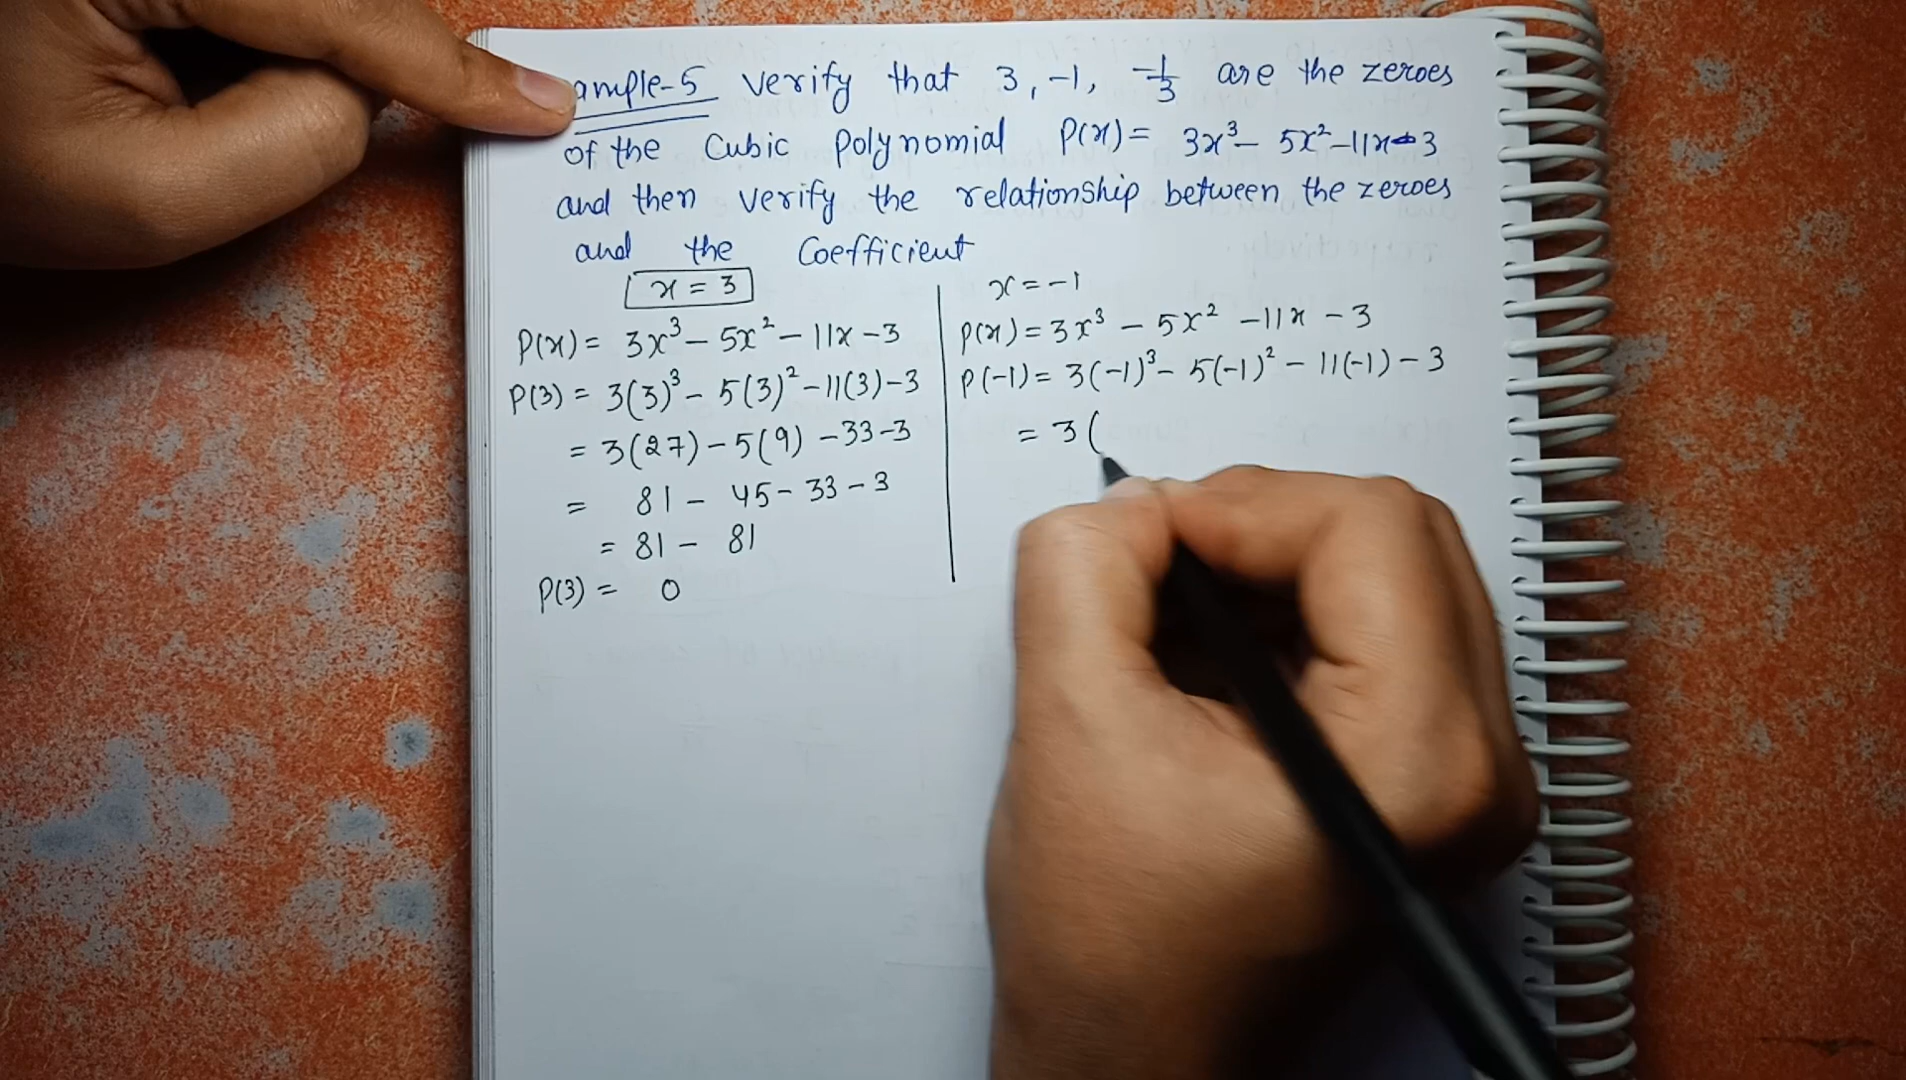 ample-5 verify that 3, -1, -1/3 are the zeroes
of the Cubic Polynomial P(x) = 3x³ - 5x² - 11x - 3
and then verify the relationship between the zeroes
and the Coefficient
x = 3
P(x) = 3x³ - 5x² - 11x - 3
P(3) = 3(3)³ - 5(3)² - 11(3) - 3
= 3(27) - 5(9) - 33 - 3
= 81 - 45 - 33 - 3
= 81 - 81
P(3) = 0
x = -1
p(x) = 3x³ - 5x² - 11x - 3
P(-1) = 3(-1)³ - 5(-1)² - 11(-1) - 3
= 3(